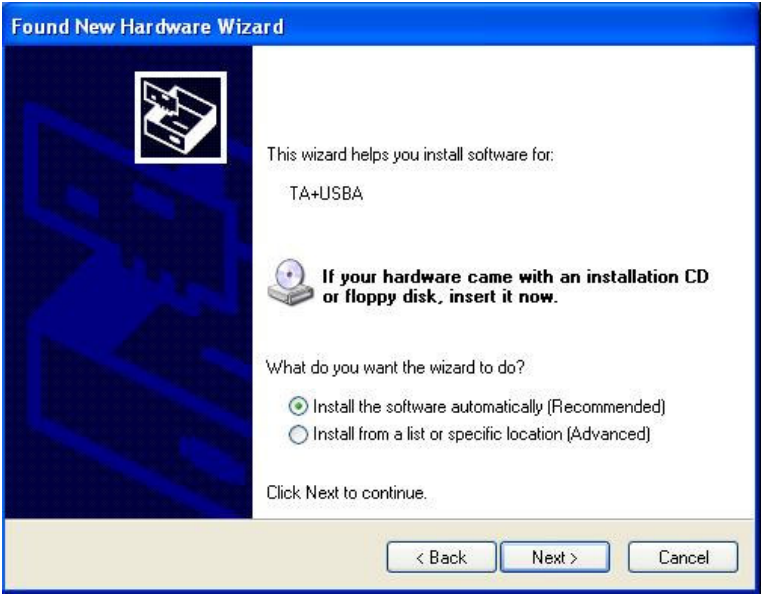 Found New Hardware Wizard
This wizard helps you install software for:
TA+USBA
If your hardware came with an installation CD
or floppy disk, insert it now.
What do you want the wizard to do?
Install the software automatically (Recommended)
Install from a list or specific location (Advanced)
Click Next to continue.
< Back Next > Cancel